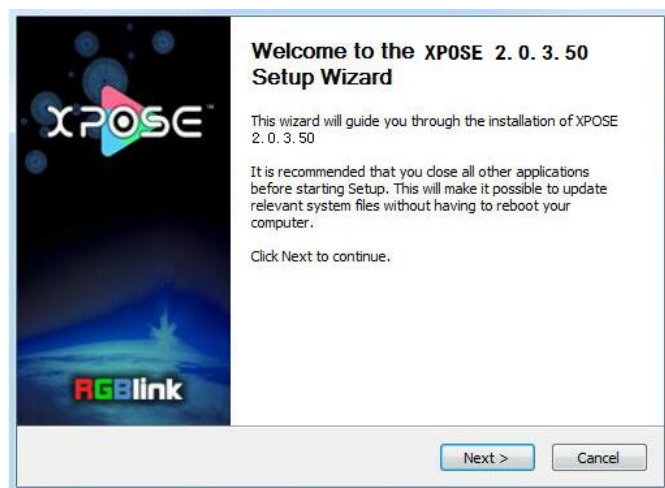 XPOSE™
RGBlink
Welcome to the XPOSE 2.0.3.50
Setup Wizard
This wizard will guide you through the installation of XPOSE
2.0.3.50
It is recommended that you close all other applications
before starting Setup. This will make it possible to update
relevant system files without having to reboot your
computer.
Click Next to continue.
Next >
Cancel